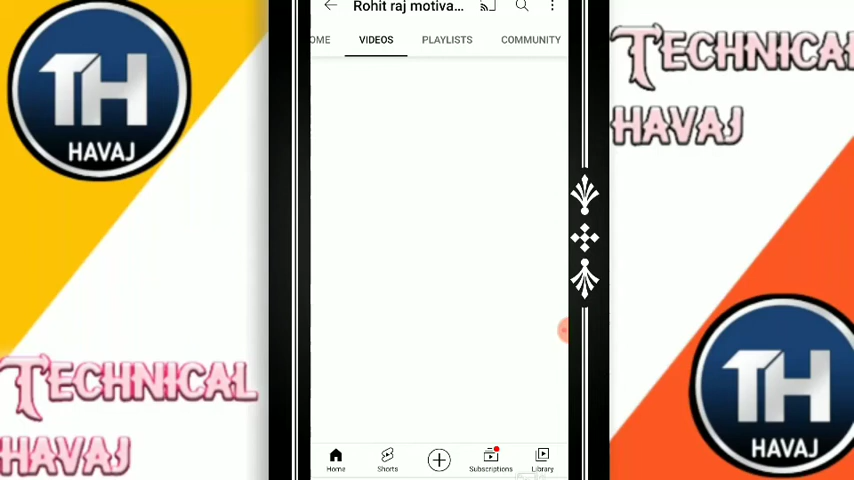 Rohit raj motiva...
OME VIDEOS PLAYLISTS COMMUNITY
TH
HAVAJ
TECHNICAL
HAVAJ
TECHNICAL
HAVAJ
TH
HAVAJ
Home Shorts Subscriptions Library